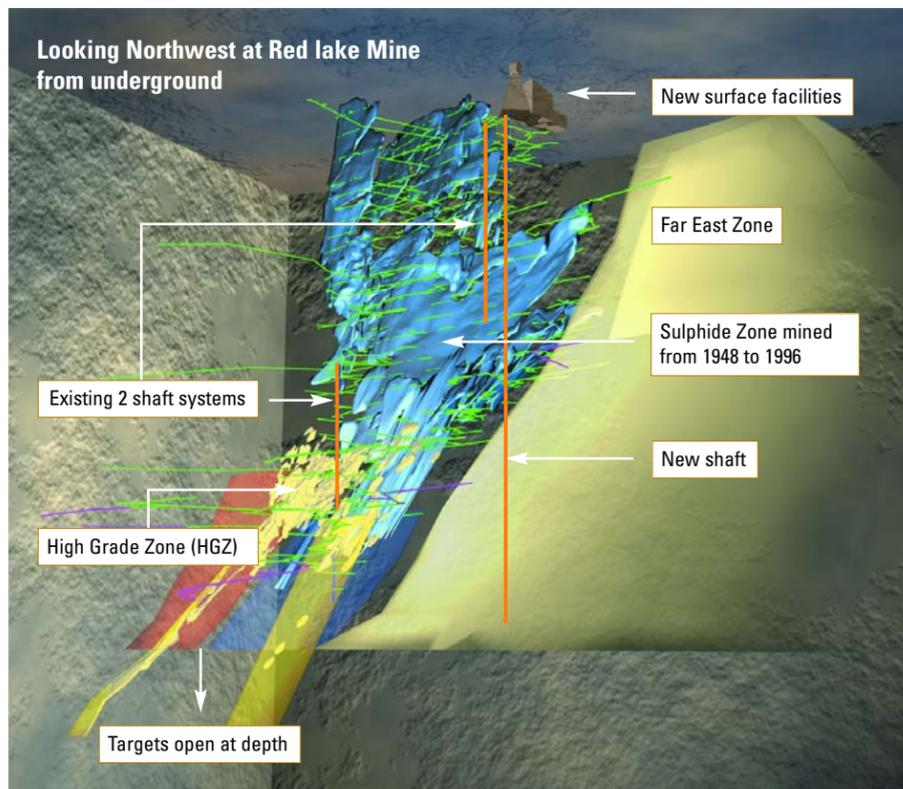 Looking Northwest at Red lake Mine
from underground
New surface facilities
Far East Zone
Sulphide Zone mined
from 1948 to 1996
Existing 2 shaft systems
New shaft
High Grade Zone (HGZ)
Targets open at depth